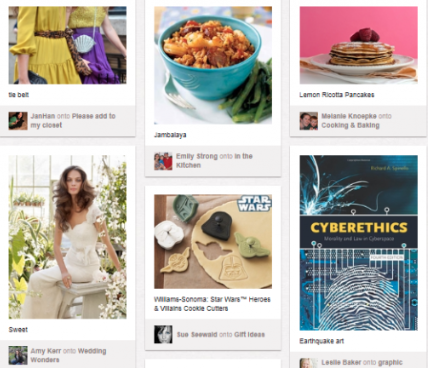 tie belt
JanHan onto Please add to
my closet
Sweet
Amy Kerr onto Wedding
Wonders
Jambalaya
Emily Strong onto In the
Kitchen
STAR
WARS
Williams-Sonoma: Star Wars™ Heroes
& Villains Cookie Cutters
Sue Seewald onto Gift Ideas
Lemon Ricotta Pancakes
Melanie Knoepke onto
Cooking & Baking
Richard A. Spinello
CYBERETHICS
Morality and Law in Cyberspace
Earthquake art
Leslie Baker onto graphic